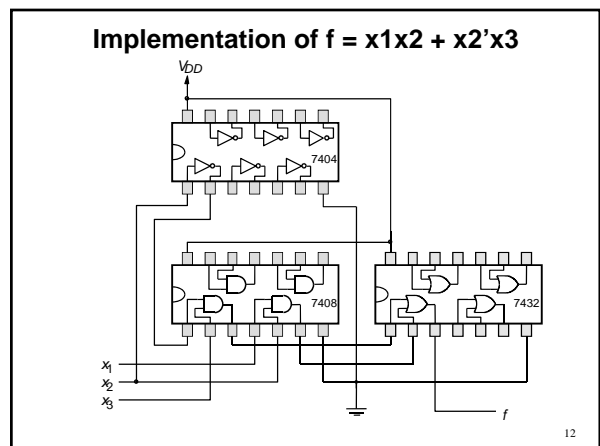 Implementation of f = x1x2 + x2'x3
VDD
7404
7408
7432
x1
x2
x3
f
12